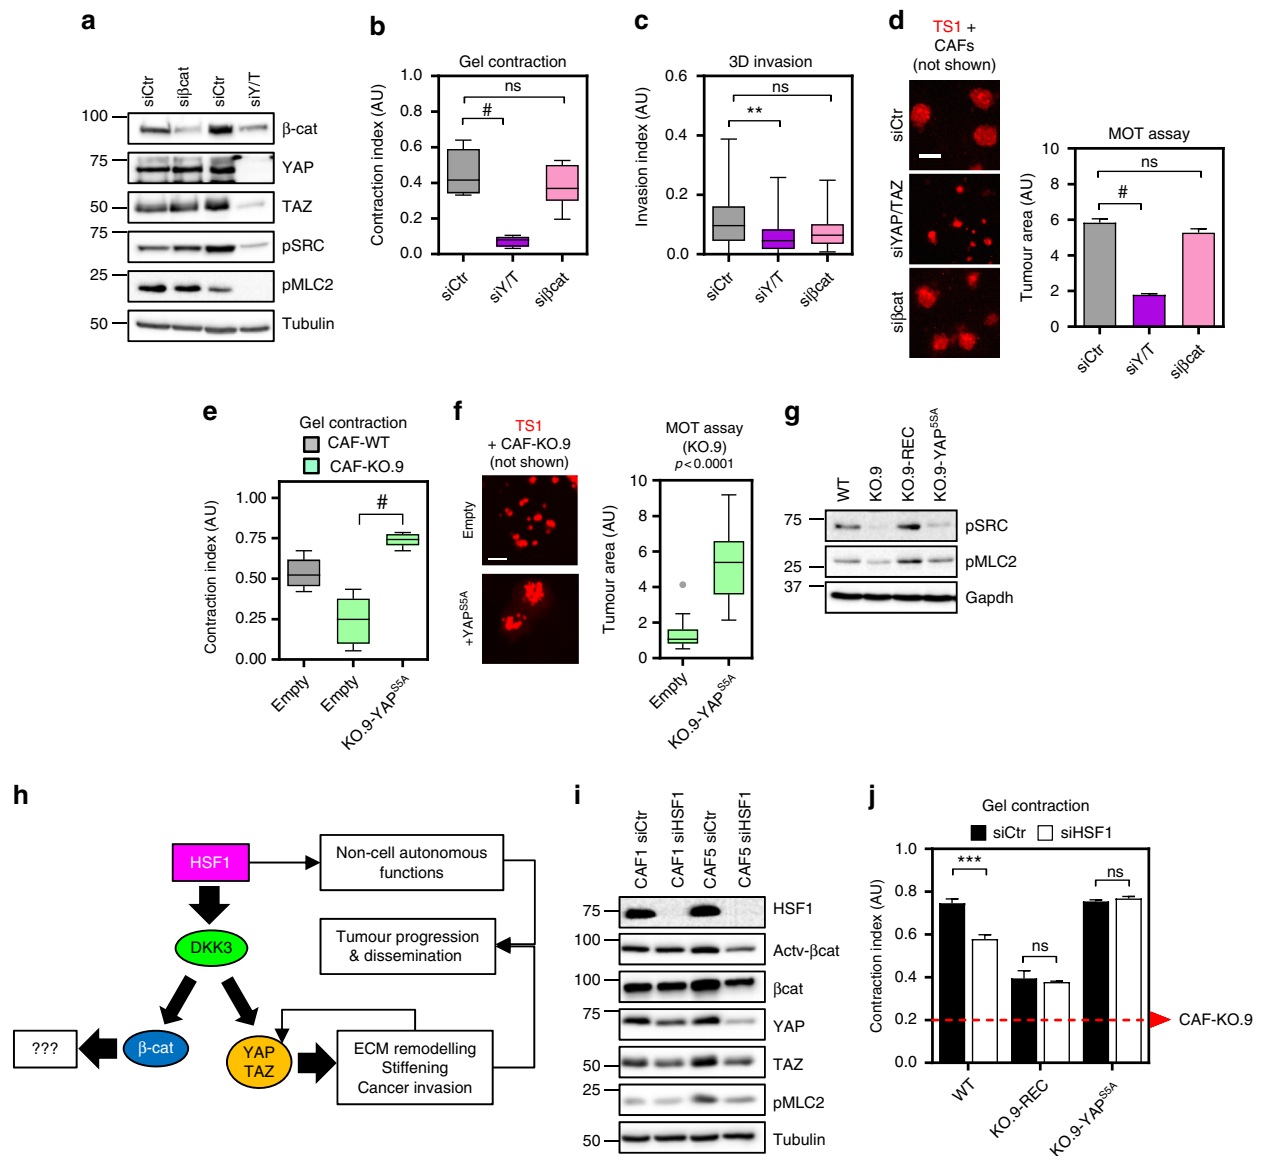 a
siCtr
siβcat
siCtr
siY/T
100
β-cat
75
YAP
50
TAZ
75
pSRC
25
pMLC2
50
Tubulin
b
Gel contraction
Contraction index (AU)
1.0
0.8
0.6
0.4
0.2
0.0
ns
#
siCtr
siY/T
siβcat
c
3D invasion
Invasion index (AU)
0.6
0.4
0.2
0.0
ns
**
siCtr
siY/T
siβcat
d
TS1 +
CAFs
(not shown)
siCtr
siYAP/TAZ
siβcat
MOT assay
Tumour area (AU)
10
8
6
4
2
0
ns
#
siCtr
siY/T
siβcat
e
Gel contraction
CAF-WT
CAF-KO.9
Contraction index (AU)
1.00
0.75
0.50
0.25
0.00
#
Empty
Empty
KO.9-YAPS5A
f
TS1
+ CAF-KO.9
(not shown)
Empty
+YAPS5A
MOT assay
(KO.9)
p<0.0001
Tumour area (AU)
10
8
6
4
2
0
Empty
KO.9-YAPS5A
g
WT
KO.9
KO.9-REC
KO.9-YAP5SA
75
pSRC
25
pMLC2
37
Gapdh
h
HSF1
Non-cell autonomous
functions
DKK3
Tumour progression
& dissemination
???
β-cat
YAP
TAZ
ECM remodelling
Stiffening
Cancer invasion
i
CAF1 siCtr
CAF1 siHSF1
CAF5 siCtr
CAF5 siHSF1
75
HSF1
100
Actv-βcat
100
βcat
75
YAP
50
TAZ
25
pMLC2
50
Tubulin
j
Gel contraction
siCtr
siHSF1
Contraction index (AU)
1.0
0.8
0.6
0.4
0.2
0.0
***
ns
ns
CAF-KO.9
WT
KO.9-REC
KO.9-YAPS5A